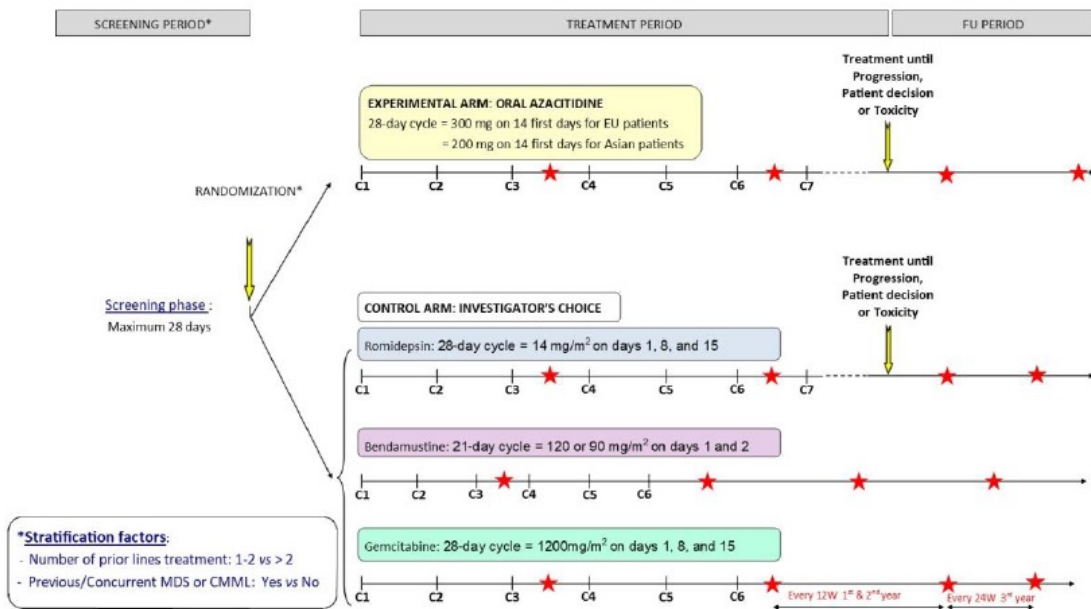 SCREENING PERIOD*
TREATMENT PERIOD
FU PERIOD
Treatment until
Progression,
Patient decision
or Toxicity
EXPERIMENTAL ARM: ORAL AZACITIDINE
28-day cycle = 300 mg on 14 first days for EU patients
= 200 mg on 14 first days for Asian patients
C1 C2 C3 C4 C5 C6 C7
RANDOMIZATION*
Treatment until
Progression,
Patient decision
or Toxicity
Screening phase :
Maximum 28 days
CONTROL ARM: INVESTIGATOR'S CHOICE
Romidepsin: 28-day cycle = 14 mg/m² on days 1, 8, and 15
C1 C2 C3 C4 C5 C6 C7
Bendamustine: 21-day cycle = 120 or 90 mg/m² on days 1 and 2
C1 C2 C3 C4 C5 C6
*Stratification factors:
- Number of prior lines treatment: 1-2 vs > 2
- Previous/Concurrent MDS or CMML: Yes vs No
Gemcitabine: 28-day cycle = 1200mg/m² on days 1, 8, and 15
C1 C2 C3 C4 C5 C6
Every 12W 1st & 2nd year
Every 24W 3rd year